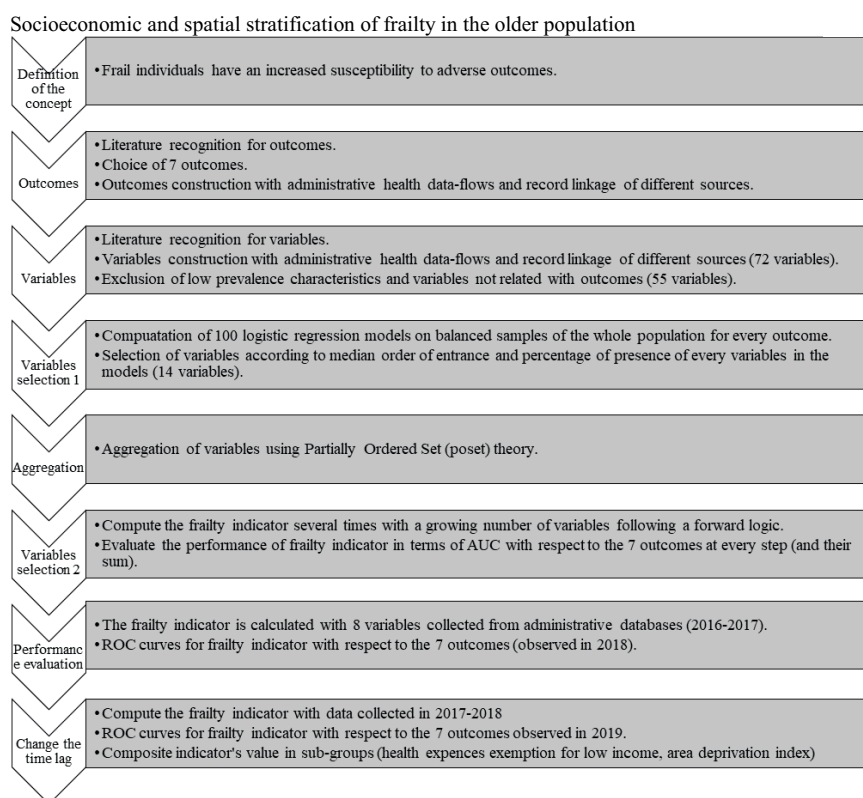 Socioeconomic and spatial stratification of frailty in the older population
Definition
of the
concept
•Frail individuals have an increased susceptibility to adverse outcomes.
Outcomes
•Literature recognition for outcomes.
•Choice of 7 outcomes.
•Outcomes construction with administrative health data-flows and record linkage of different sources.
Variables
•Literature recognition for variables.
•Variables construction with administrative health data-flows and record linkage of different sources (72 variables).
•Exclusion of low prevalence characteristics and variables not related with outcomes (55 variables).
Variables
selection 1
•Compuatation of 100 logistic regression models on balanced samples of the whole population for every outcome.
•Selection of variables according to median order of entrance and percentage of presence of every variables in the
models (14 variables).
Aggregation
•Aggregation of variables using Partially Ordered Set (poset) theory.
Variables
selection 2
•Compute the frailty indicator several times with a growing number of variables following a forward logic.
•Evaluate the performance of frailty indicator in terms of AUC with respect to the 7 outcomes at every step (and their
sum).
Performanc
e evaluation
•The frailty indicator is calculated with 8 variables collected from administrative databases (2016-2017).
•ROC curves for frailty indicator with respect to the 7 outcomes (observed in 2018).
Change the
time lag
•Compute the frailty indicator with data collected in 2017-2018
•ROC curves for frailty indicator with respect to the 7 outcomes observed in 2019.
•Composite indicator's value in sub-groups (health expences exemption for low income, area deprivation index)